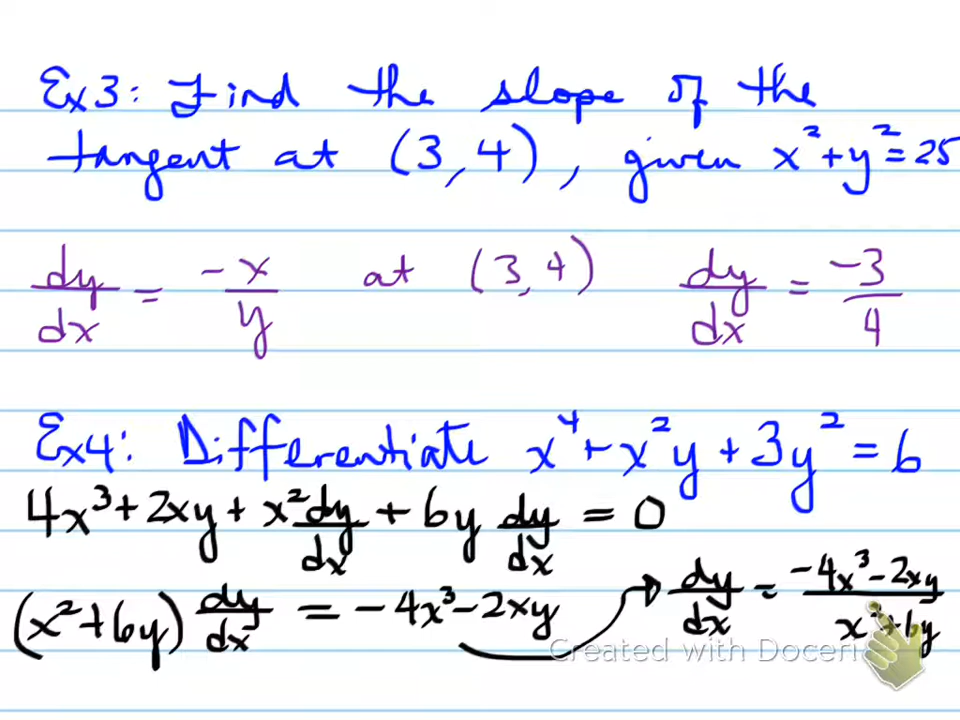 Ex3: Find the slope of the
tangent at (3, 4), given x² + y² = 25
dy/dx = -x/y at (3, 4) dy/dx = -3/4
Ex4: Differentiate x⁴ + x²y + 3y² = 6
4x³ + 2xy + x² dy/dx + 6y dy/dx = 0
(x² + 6y) dy/dx = -4x³ - 2xy → dy/dx = (-4x³ - 2xy)/(x² + 6y)
Created with Doceri